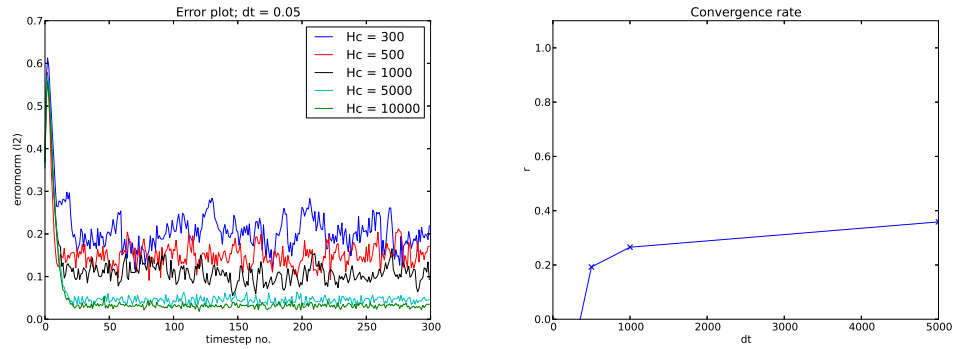 Error plot; dt = 0.05
0.7
0.6
0.5
0.4
0.3
0.2
0.1
0.0
errornorm (l2)
0 50 100 150 200 250 300
timestep no.
Hc = 300
Hc = 500
Hc = 1000
Hc = 5000
Hc = 10000
Convergence rate
1.0
0.8
0.6
0.4
0.2
0.0
r
0 1000 2000 3000 4000 5000
dt